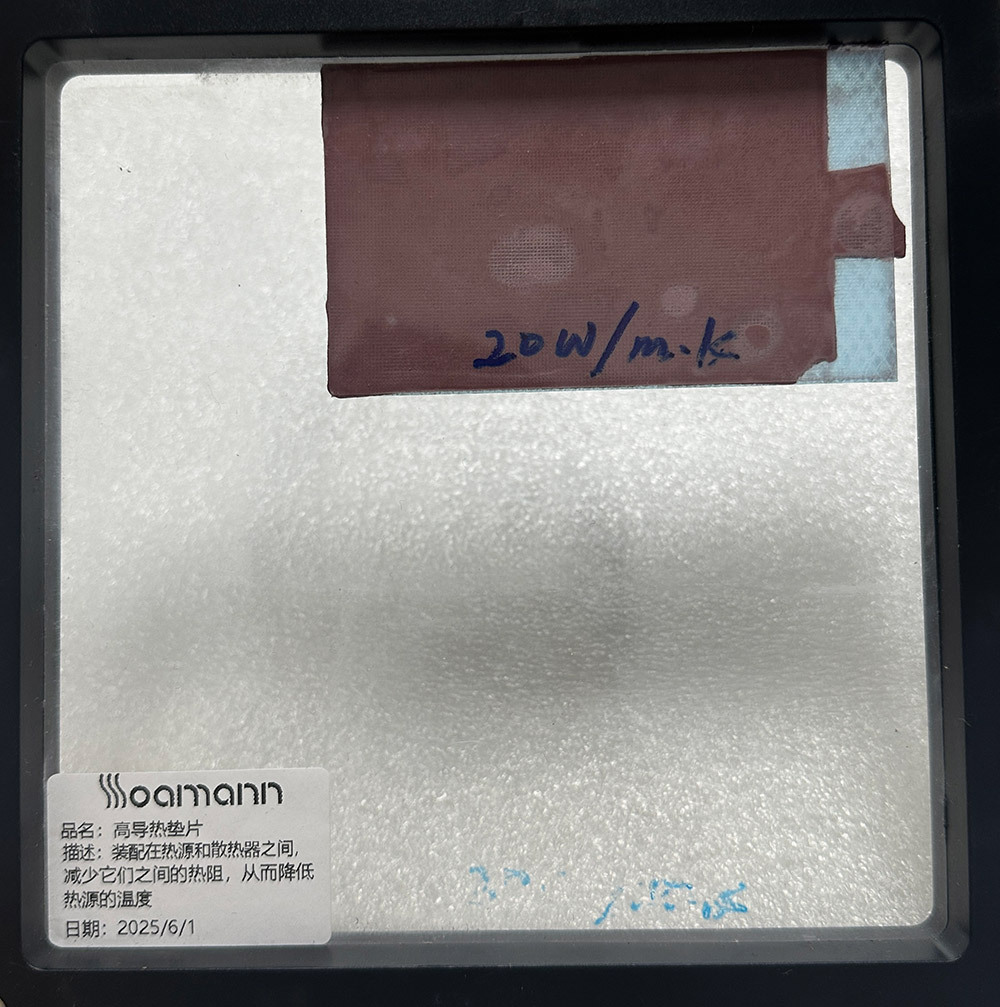 20W/m·k
Woamann
品名：高导热垫片
描述：装配在热源和散热器之间，
减少它们之间的热阻，从而降低
热源的温度
日期：2025/6/1